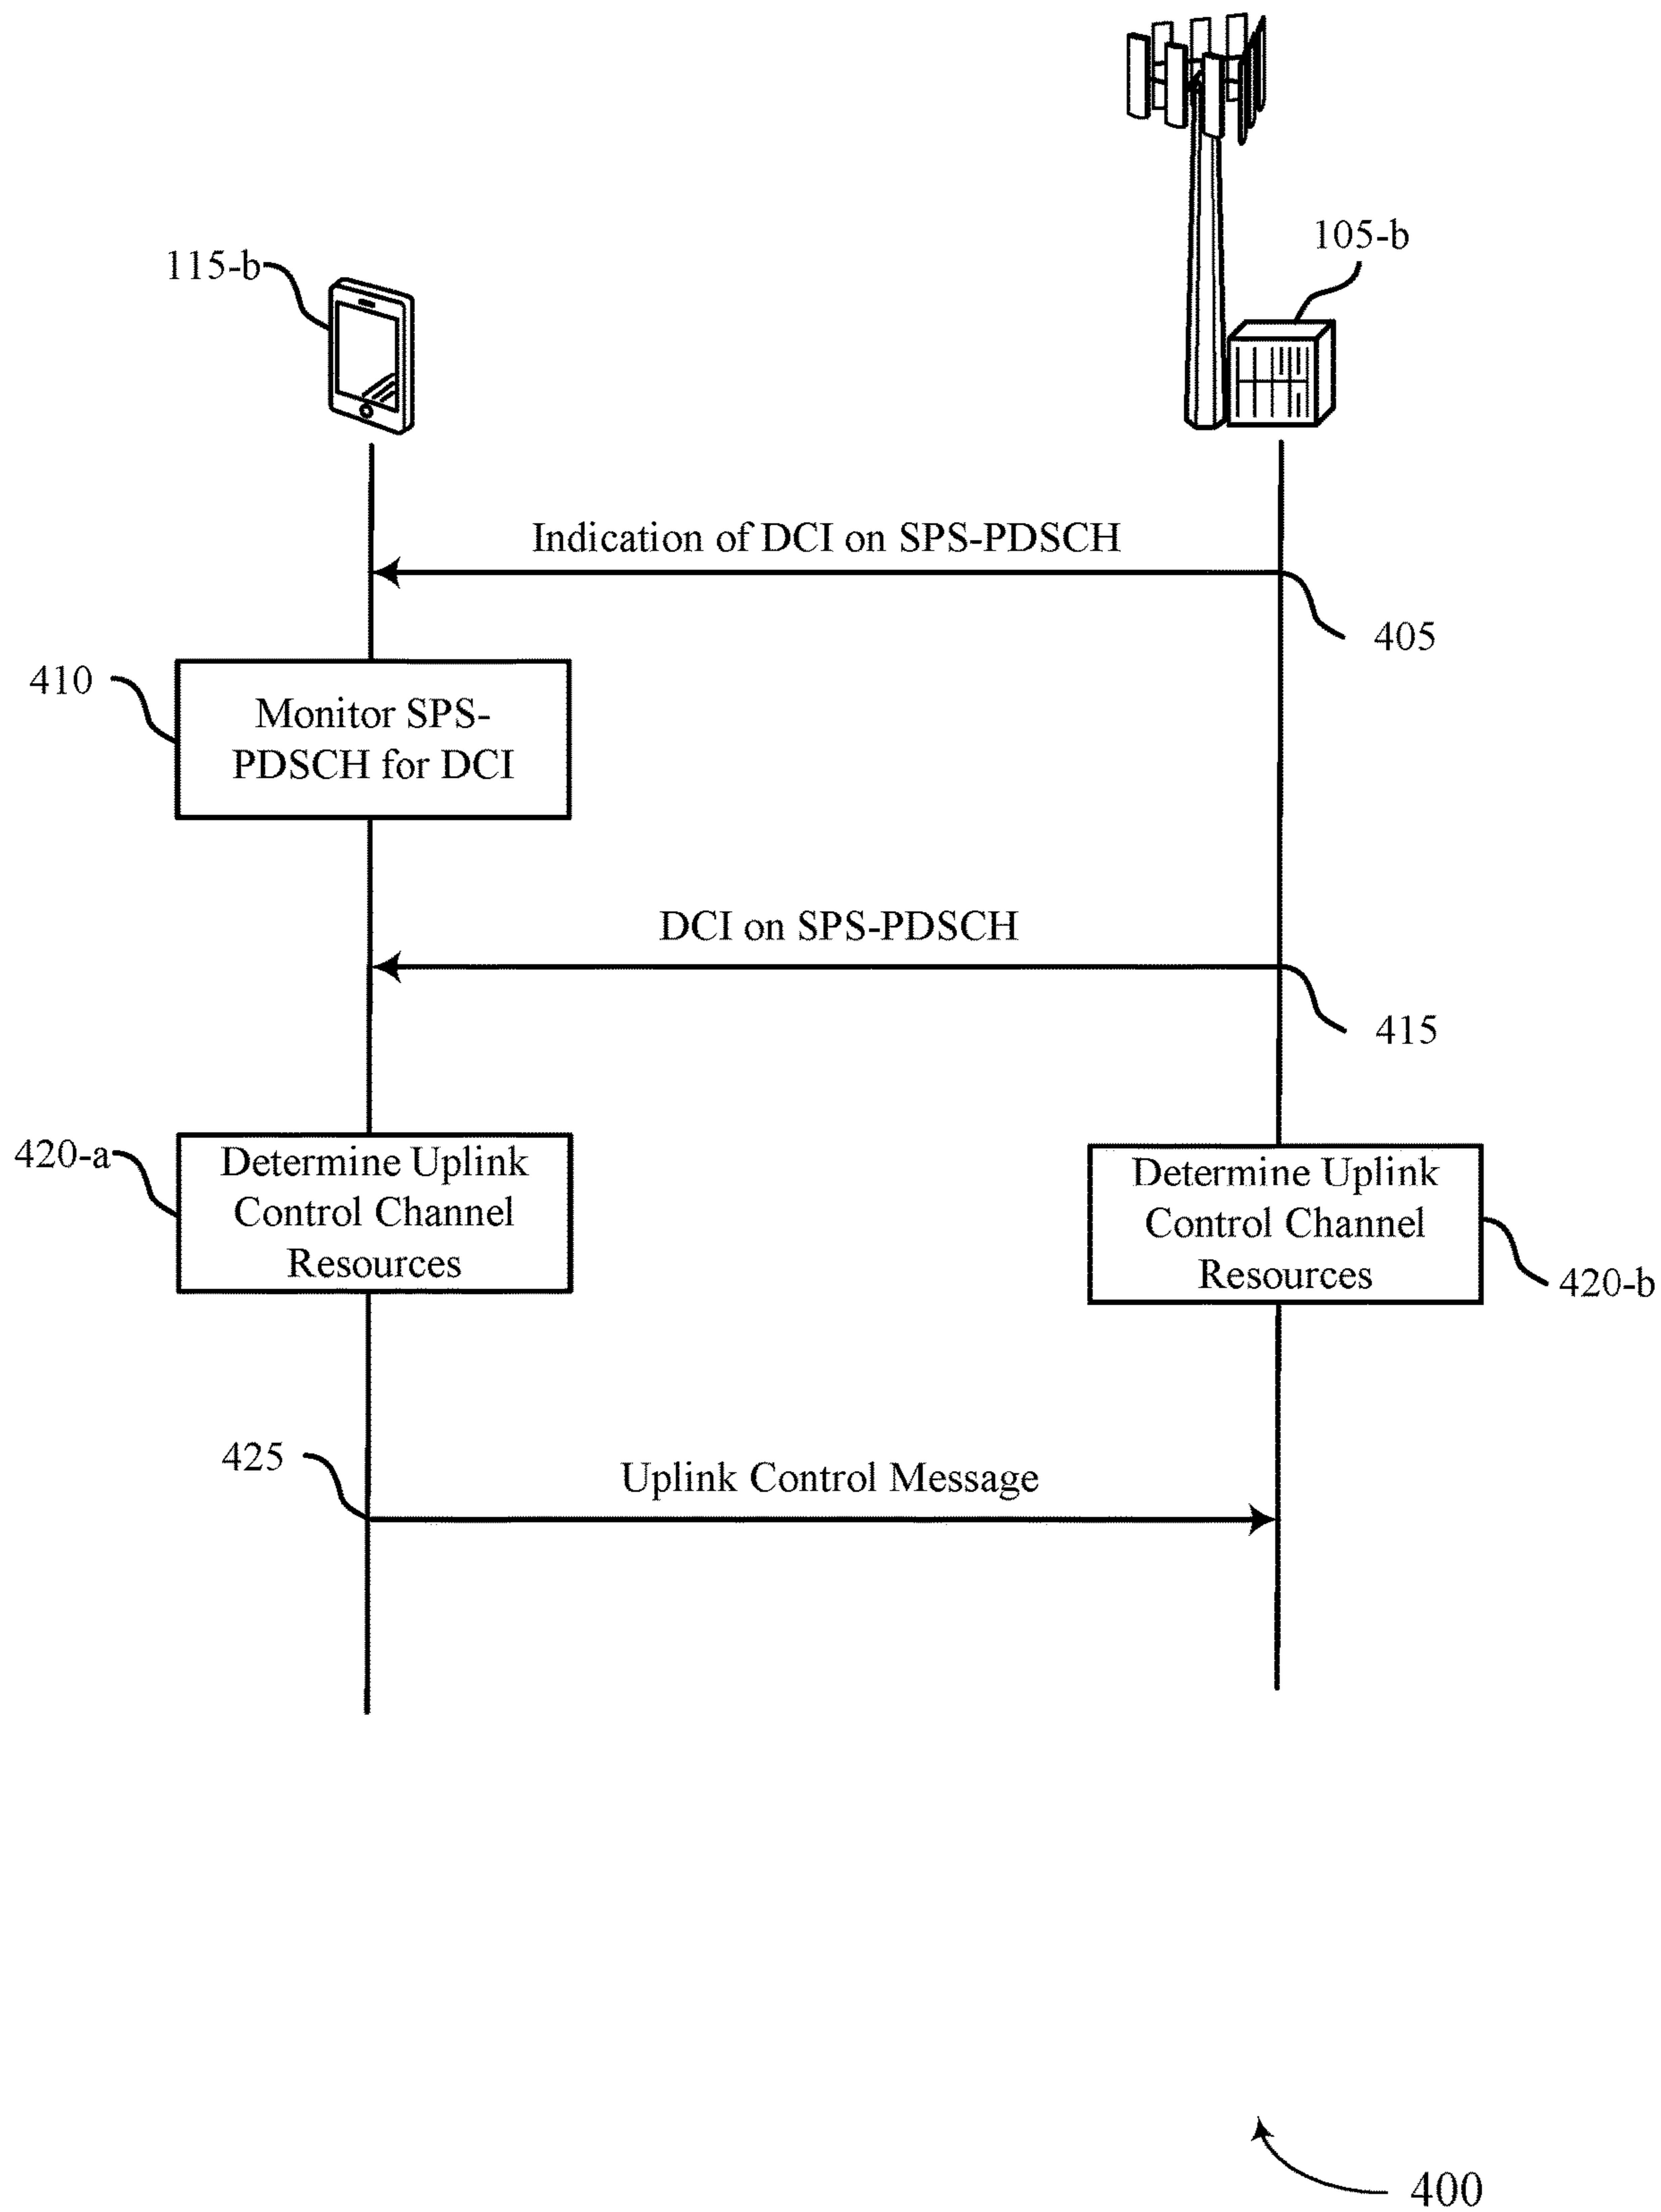 105-b
115-b
Indication of DCI on SPS-PDSCH
405
410
Monitor SPS-
PDSCH for DCI
DCI on SPS-PDSCH
415
420-a
Determine Uplink
Control Channel
Resources
Determine Uplink
Control Channel
Resources
420-b
425
Uplink Control Message
400